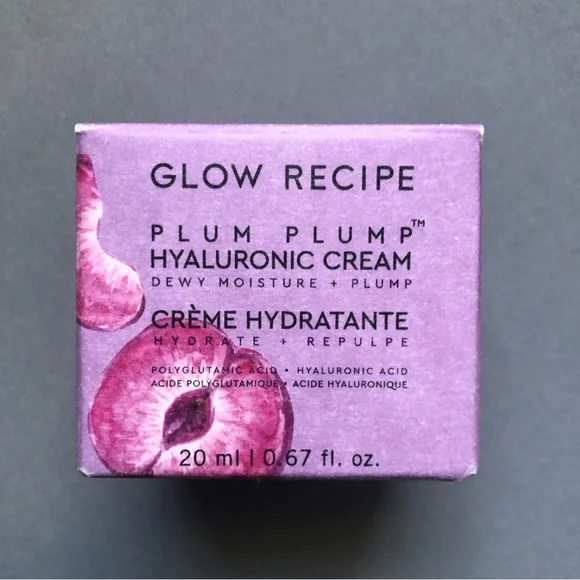 GLOW RECIPE
PLUM PLUMP™
HYALURONIC CREAM
DEWY MOISTURE + PLUMP
CRÈME HYDRATANTE
HYDRATE + REPULPE
POLYGLUTAMIC ACID • HYALURONIC ACID
ACIDE POLYGLUTAMIQUE • ACIDE HYALURONIQUE
20 ml | 0.67 fl. oz.